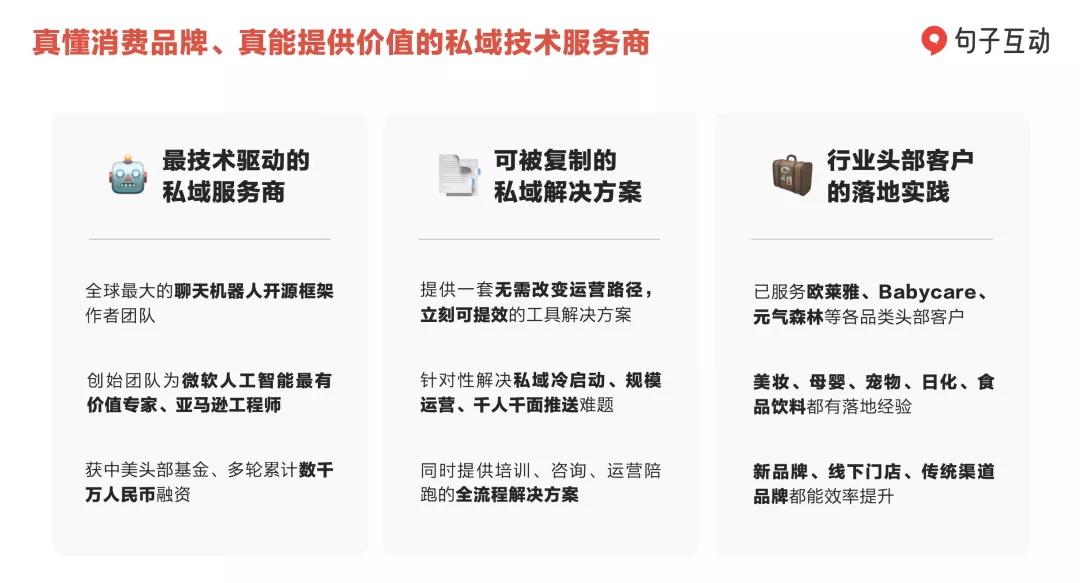 真懂消费品牌、真能提供价值的私域技术服务商
句子互动
最技术驱动的
私域服务商
全球最大的聊天机器人开源框架
作者团队
创始团队为微软人工智能最有
价值专家、亚马逊工程师
获中美头部基金、多轮累计数千
万人民币融资
可被复制的
私域解决方案
提供一套无需改变运营路径，
立刻可提效的工具解决方案
针对性解决私域冷启动、规模
运营、千人千面推送难题
同时提供培训、咨询、运营陪
跑的全流程解决方案
行业头部客户
的落地实践
已服务欧莱雅、Babycare、
元气森林等各品类头部客户
美妆、母婴、宠物、日化、食
品饮料都有落地经验
新品牌、线下门店、传统渠道
品牌都能效率提升